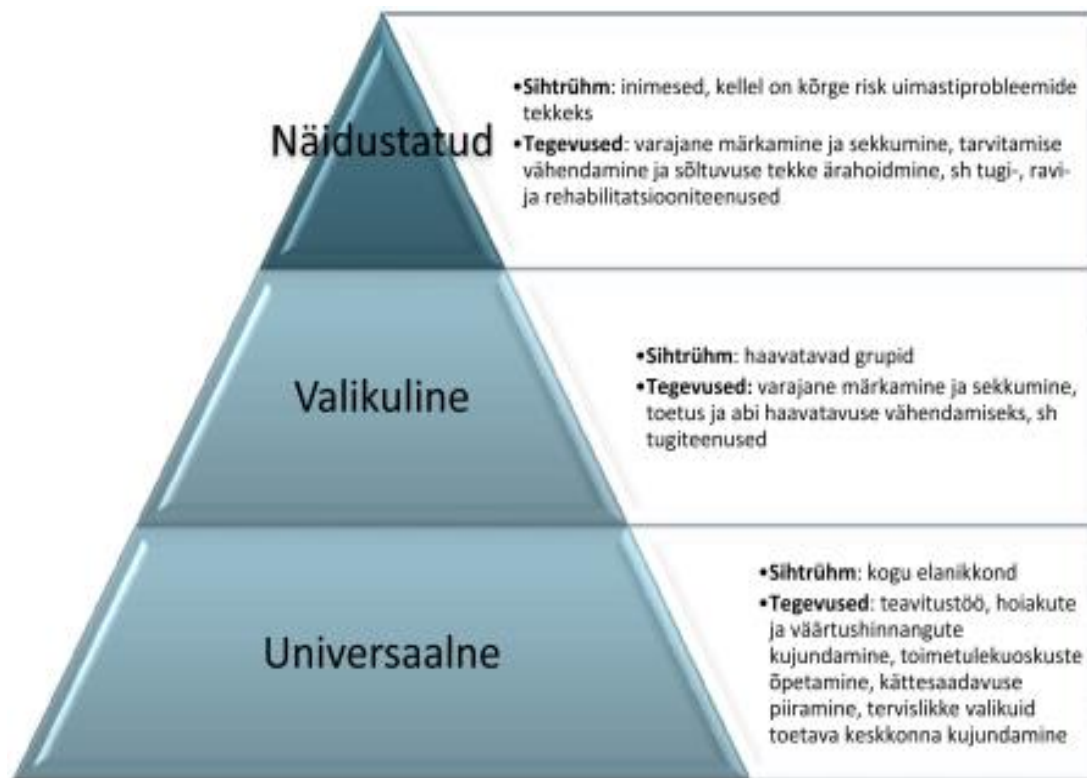 Näidustatud
•Sihtrühm: inimesed, kellel on kõrge risk uimastiprobleemide
tekkeks
•Tegevused: varajane märkamine ja sekkumine, tarvitamise
vähendamine ja sõltuvuse tekke ärahoidmine, sh tugi-, ravi-
ja rehabilitatsiooniteenused
Valikuline
•Sihtrühm: haavatavad grupid
•Tegevused: varajane märkamine ja sekkumine,
toetus ja abi haavatavuse vähendamiseks, sh
tugiteenused
Universaalne
•Sihtrühm: kogu elanikkond
•Tegevused: teavitustöö, hoiakute
ja väärtushinnangute
kujundamine, toimetulekuoskuste
õpetamine, kättesaadavuse
piiramine, tervislikke valikuid
toetava keskkonna kujundamine